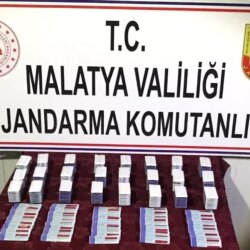 T.C.
MALATYA VALİLİĞİ
JANDARMA KOMUTANLI